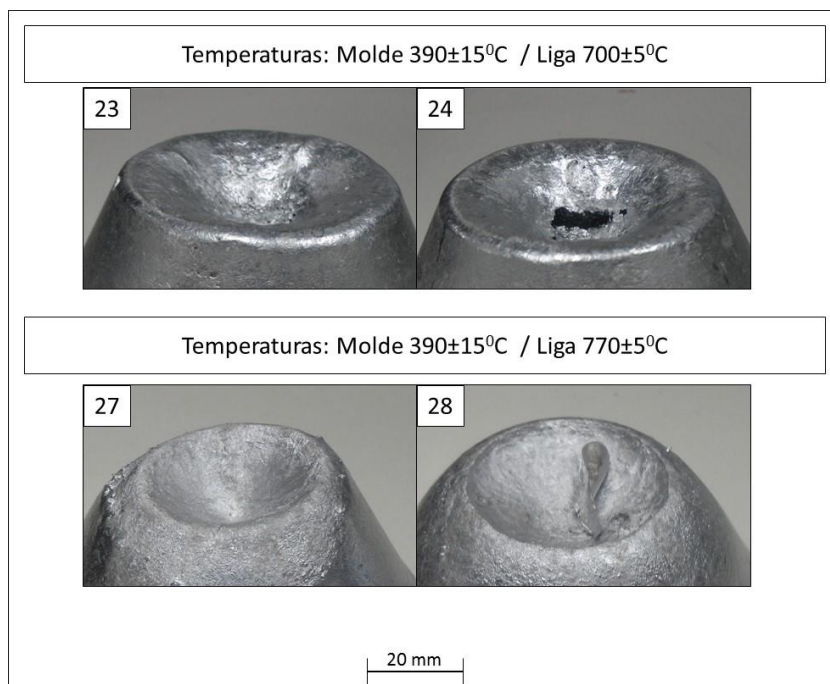 Temperaturas: Molde 390±15⁰C / Liga 700±5⁰C
23
24
Temperaturas: Molde 390±15⁰C / Liga 770±5⁰C
27
28
20 mm